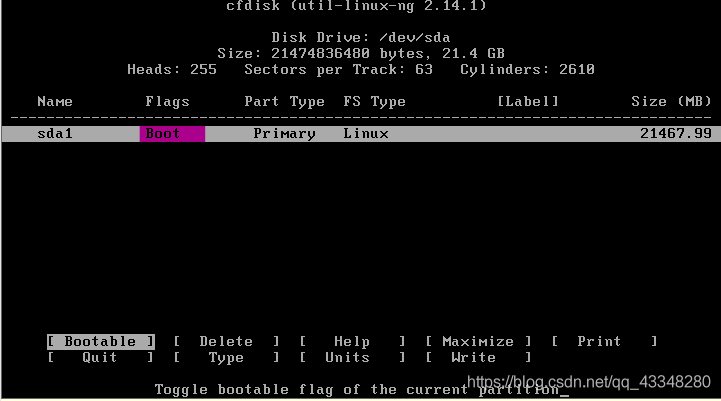 cfdisk (util-linux-ng 2.14.1)
Disk Drive: /dev/sda
Size: 21474836480 bytes, 21.4 GB
Heads: 255   Sectors per Track: 63   Cylinders: 2610
Name   Flags   Part Type   FS Type   [Label]   Size (MB)
sda1   Boot   Primary   Linux   21467.99
[ Bootable ]   [ Delete ]   [ Help ]   [ Maximize ]   [ Print ]
[ Quit ]   [ Type ]   [ Units ]   [ Write ]
Toggle bootable flag of the current partition_
https://blog.csdn.net/qq_43348280